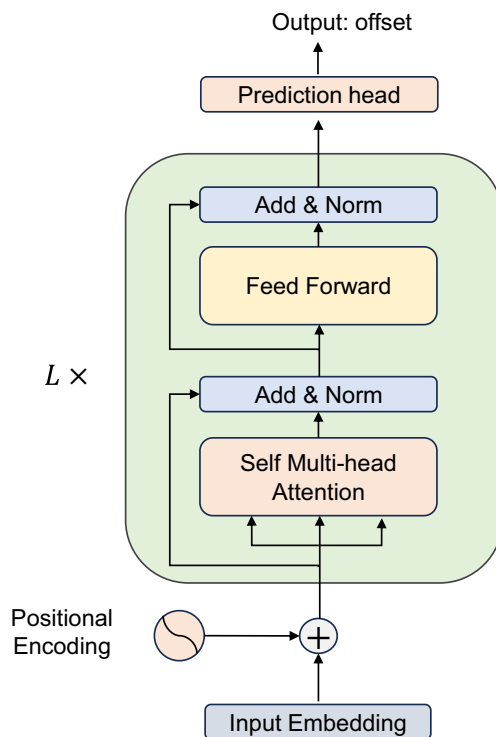 Output: offset
Prediction head
Add & Norm
Feed Forward
L ×
Add & Norm
Self Multi-head
Attention
Positional
Encoding
+
Input Embedding